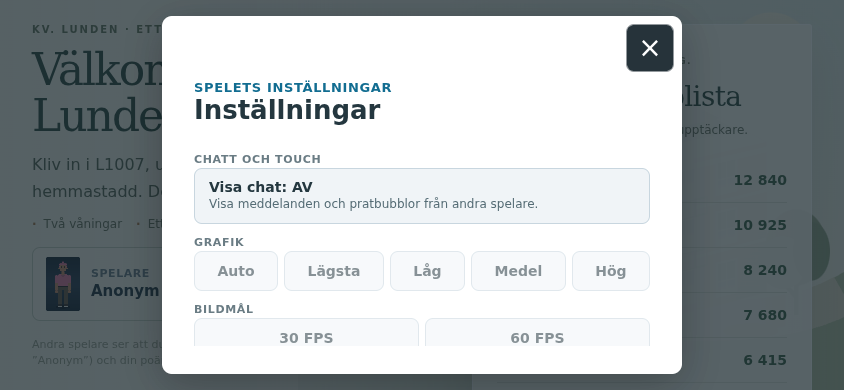 KV. LUNDEN · ETT
Välkon
Lunde
Kliv in i L1007, u
hemmastadd. De
· Två våningar · Ett
SPELARE
Anonym
Andra spelare ser att du
"Anonym") och din poä
SPELETS INSTÄLLNINGAR
Inställningar
CHATT OCH TOUCH
Visa chat: AV
Visa meddelanden och pratbubblor från andra spelare.
GRAFIK
Auto Lägsta Låg Medel Hög
BILDMÅL
30 FPS 60 FPS
plista
upptäckare.
12 840
10 925
8 240
7 680
6 415